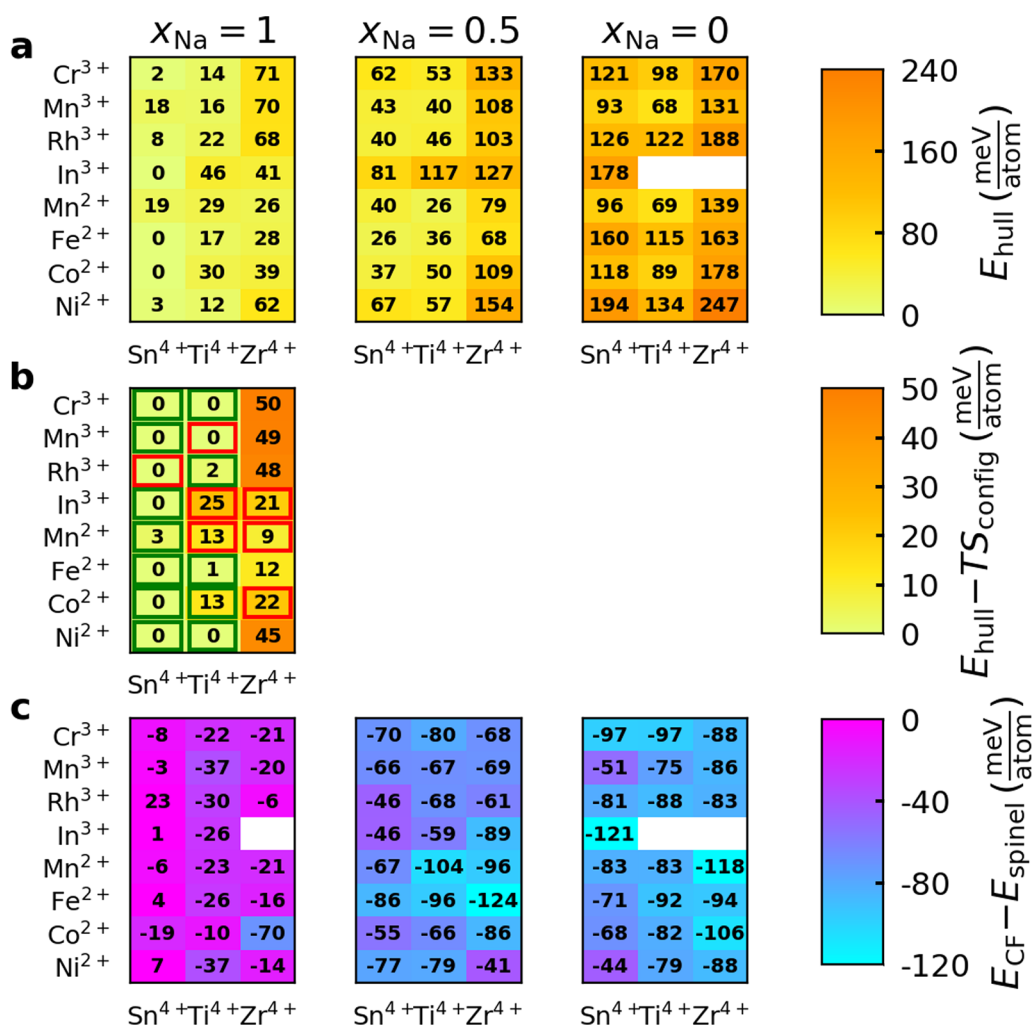 a
x_Na = 1 x_Na = 0.5 x_Na = 0
Cr³⁺ 2 14 71 62 53 133 121 98 170
Mn³⁺ 18 16 70 43 40 108 93 68 131
Rh³⁺ 8 22 68 40 46 103 126 122 188
In³⁺ 0 46 41 81 117 127 178
Mn²⁺ 19 29 26 40 26 79 96 69 139
Fe²⁺ 0 17 28 26 36 68 160 115 163
Co²⁺ 0 30 39 37 50 109 118 89 178
Ni²⁺ 3 12 62 67 57 154 194 134 247
Sn⁴⁺ Ti⁴⁺ Zr⁴⁺ Sn⁴⁺ Ti⁴⁺ Zr⁴⁺ Sn⁴⁺ Ti⁴⁺ Zr⁴⁺
240
160
80
0
E_hull (meV/atom)
b
Cr³⁺ 0 0 50
Mn³⁺ 0 0 49
Rh³⁺ 0 2 48
In³⁺ 0 25 21
Mn²⁺ 3 13 9
Fe²⁺ 0 1 12
Co²⁺ 0 13 22
Ni²⁺ 0 0 45
Sn⁴⁺ Ti⁴⁺ Zr⁴⁺
50
40
30
20
10
0
E_hull − TS_config (meV/atom)
c
Cr³⁺ -8 -22 -21 -70 -80 -68 -97 -97 -88
Mn³⁺ -3 -37 -20 -66 -67 -69 -51 -75 -86
Rh³⁺ 23 -30 -6 -46 -68 -61 -81 -88 -83
In³⁺ 1 -26 -46 -59 -89 -121
Mn²⁺ -6 -23 -21 -67 -104 -96 -83 -83 -118
Fe²⁺ 4 -26 -16 -86 -96 -124 -71 -92 -94
Co²⁺ -19 -10 -70 -55 -66 -86 -68 -82 -106
Ni²⁺ 7 -37 -14 -77 -79 -41 -44 -79 -88
Sn⁴⁺ Ti⁴⁺ Zr⁴⁺ Sn⁴⁺ Ti⁴⁺ Zr⁴⁺ Sn⁴⁺ Ti⁴⁺ Zr⁴⁺
0
-40
-80
-120
E_CF − E_spinel (meV/atom)